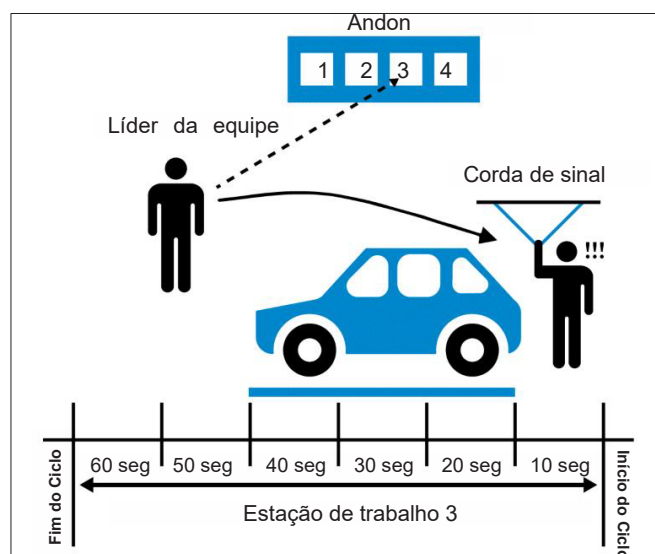 Andon
1 2 3 4
Líder da equipe
Corda de sinal
!!!
60 seg 50 seg 40 seg 30 seg 20 seg 10 seg
Estação de trabalho 3
Fim do Ciclo
Início do Ciclo